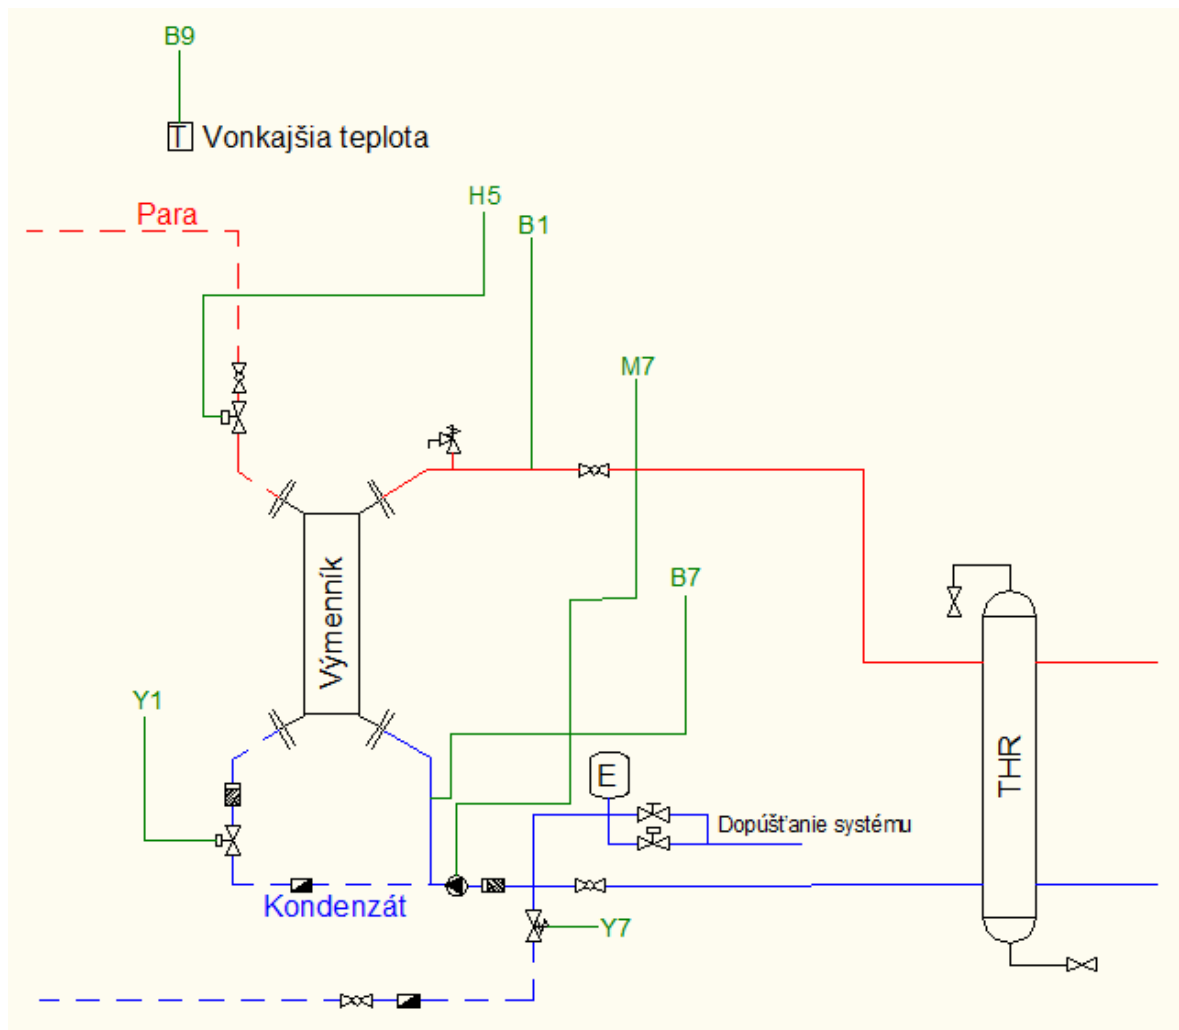 B9
T Vonkajšia teplota
H5
Para
B1
M7
B7
Výmenník
Y1
E
THR
Dopúšťanie systému
Kondenzát
Y7